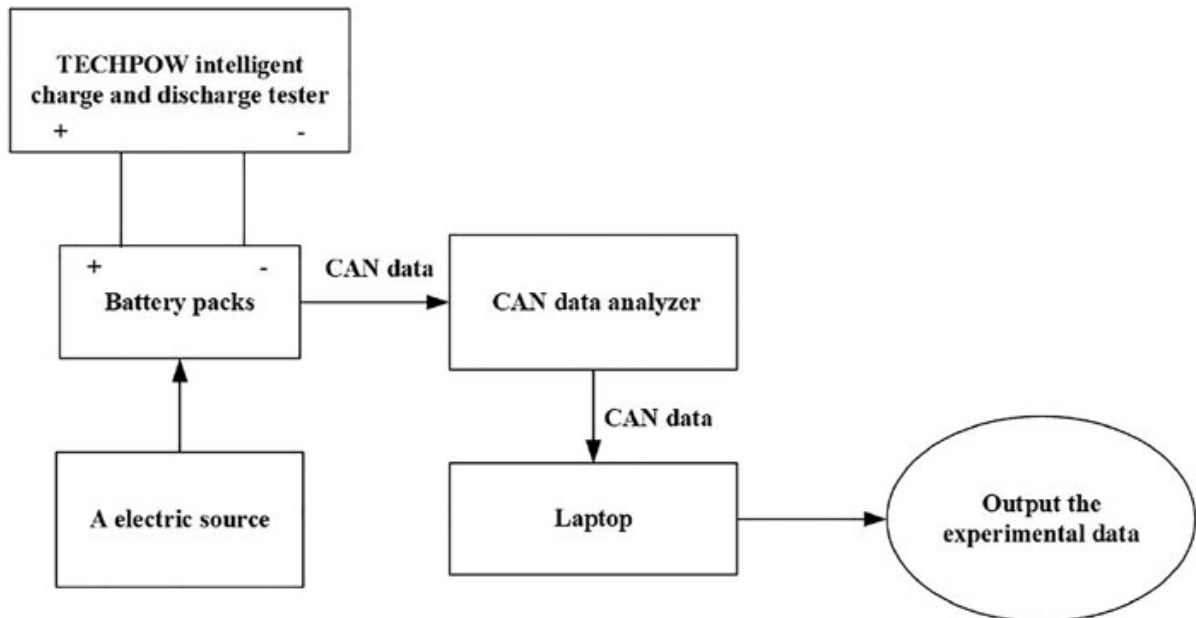 TECHPOW intelligent
charge and discharge tester
+ -
+ -
Battery packs
CAN data
CAN data analyzer
CAN data
A electric source
Laptop
Output the
experimental data